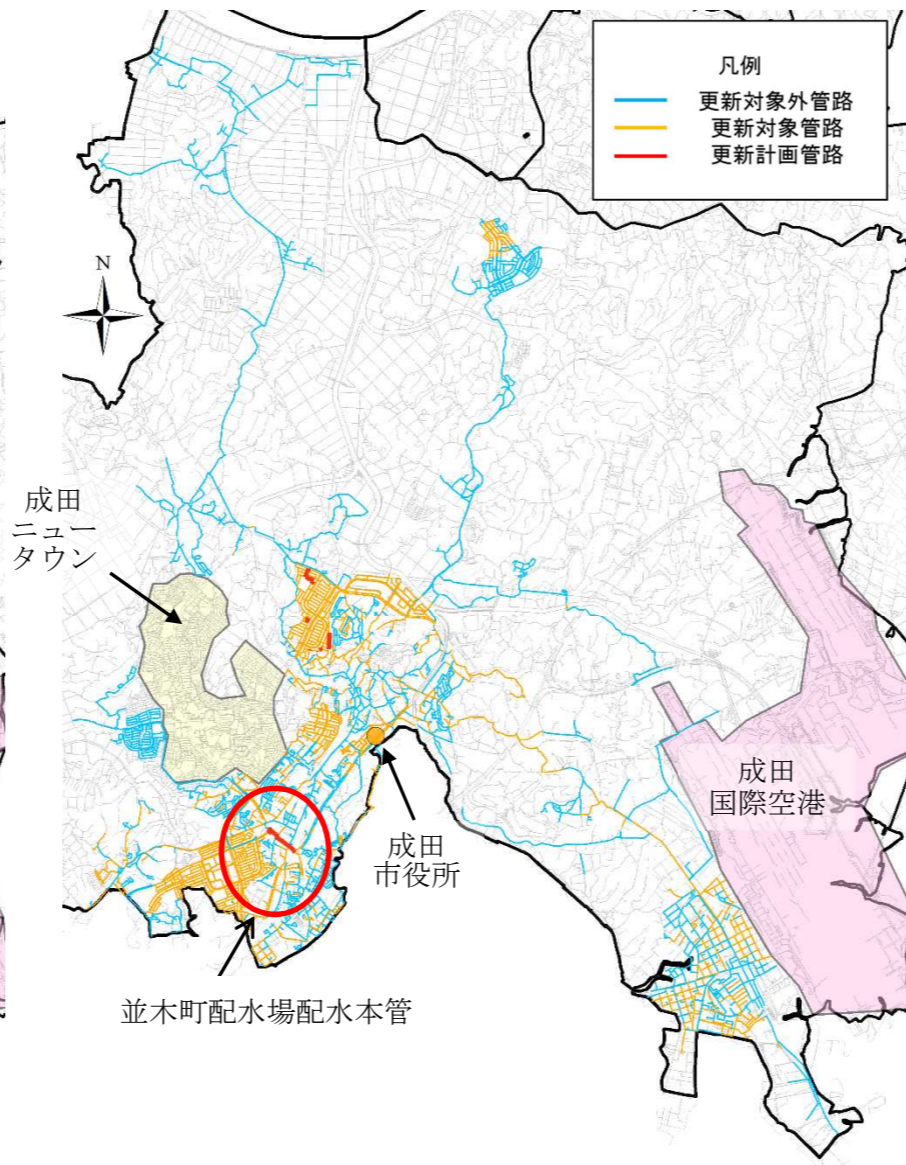 凡例
更新対象外管路
更新対象管路
更新計画管路
N
成田
ニュー
タウン
成田
国際空港
成田
市役所
並木町配水場配水本管